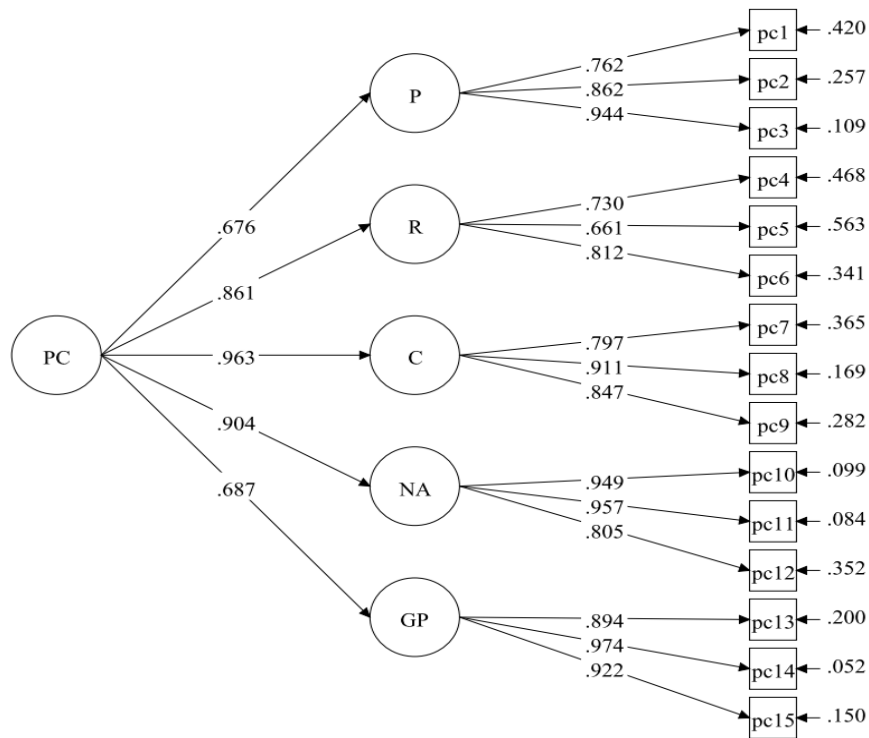 pc1 .420
.762
pc2 .257
.862
P
.944
pc3 .109
pc4 .468
.730
.676
R
.661
pc5 .563
.812
pc6 .341
.861
pc7 .365
.797
PC
.963
C
.911
pc8 .169
.847
pc9 .282
.904
pc10 .099
.949
NA
.957
pc11 .084
.687
.805
pc12 .352
GP
.894
pc13 .200
.974
pc14 .052
.922
pc15 .150